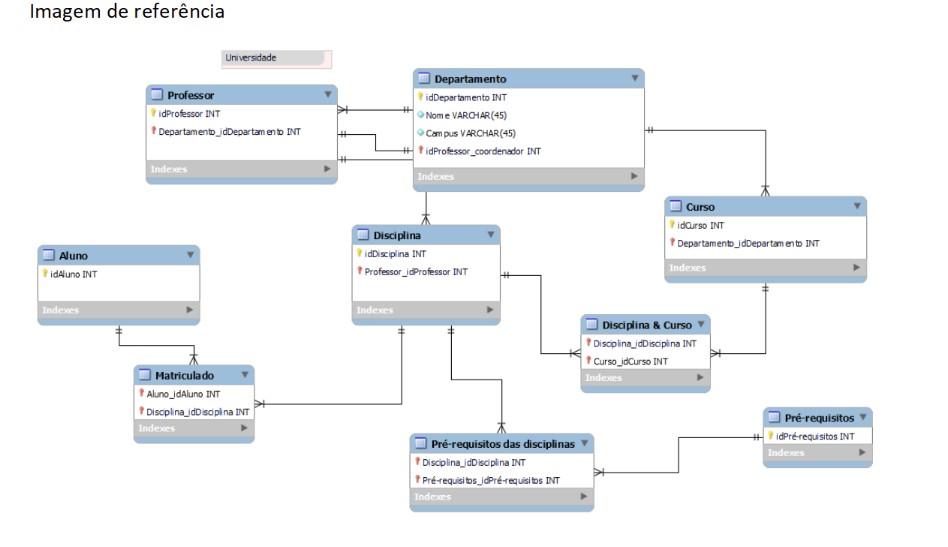 Imagem de referência
Universidade
Professor
idProfessor INT
Departamento_idDepartamento INT
Indexes
Departamento
idDepartamento INT
Nome VARCHAR(45)
Campus VARCHAR(45)
idProfessor_coordenador INT
Indexes
Curso
idCurso INT
Departamento_idDepartamento INT
Indexes
Disciplina
idDisciplina INT
Professor_idProfessor INT
Indexes
Aluno
idAluno INT
Indexes
Disciplina & Curso
Disciplina_idDisciplina INT
Curso_idCurso INT
Indexes
Matriculado
Aluno_idAluno INT
Disciplina_idDisciplina INT
Indexes
Pré-requisitos
idPré-requisitos INT
Indexes
Pré-requisitos das disciplinas
Disciplina_idDisciplina INT
Pré-requisitos_idPré-requisitos INT
Indexes